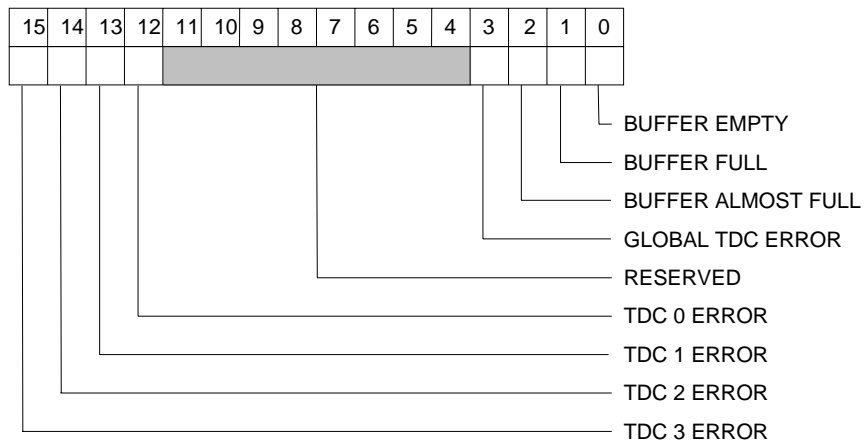 15 14 13 12 11 10 9 8 7 6 5 4 3 2 1 0
BUFFER EMPTY
BUFFER FULL
BUFFER ALMOST FULL
GLOBAL TDC ERROR
RESERVED
TDC 0 ERROR
TDC 1 ERROR
TDC 2 ERROR
TDC 3 ERROR